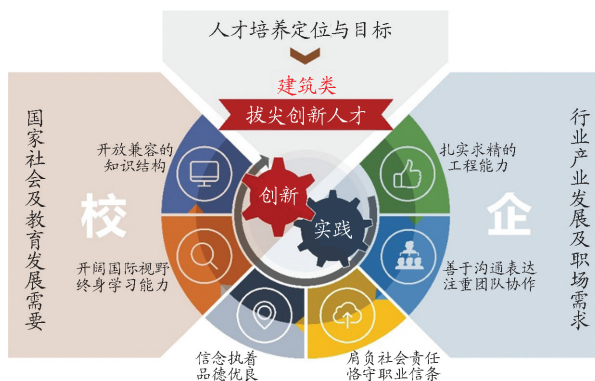 人才培养定位与目标
建筑类
拔尖创新人才
国家社会及教育发展需要
校
开放兼容的
知识结构
开阔国际视野
终身学习能力
信念执着
品德优良
创新
实践
肩负社会责任
恪守职业信条
善于沟通表达
注重团队协作
扎实求精的
工程能力
企
行业产业发展及职场需求